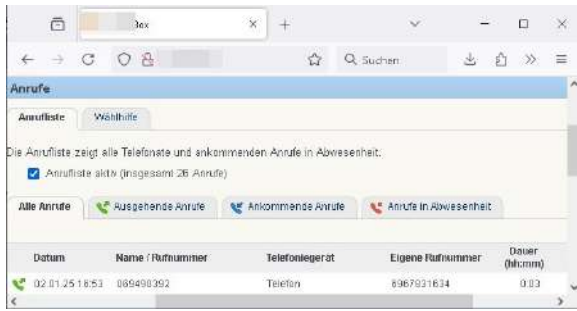 Box
Suchen
Anrufe
Anrufliste Wählhilfe
Die Anrufliste zeigt alle Telefonate und ankommenden Anrufe in Abwesenheit.
Anrufliste aktiv (insgesamt 26 Anrufe)
Alle Anrufe Ausgehende Anrufe Ankommende Anrufe Anrufe in Abwesenheit
Datum Name / Rufnummer Telefoniegerät Eigene Rufnummer Dauer (hh:mm)
02.01.25 18:53 069490392 Telefon 6967931634 0:03